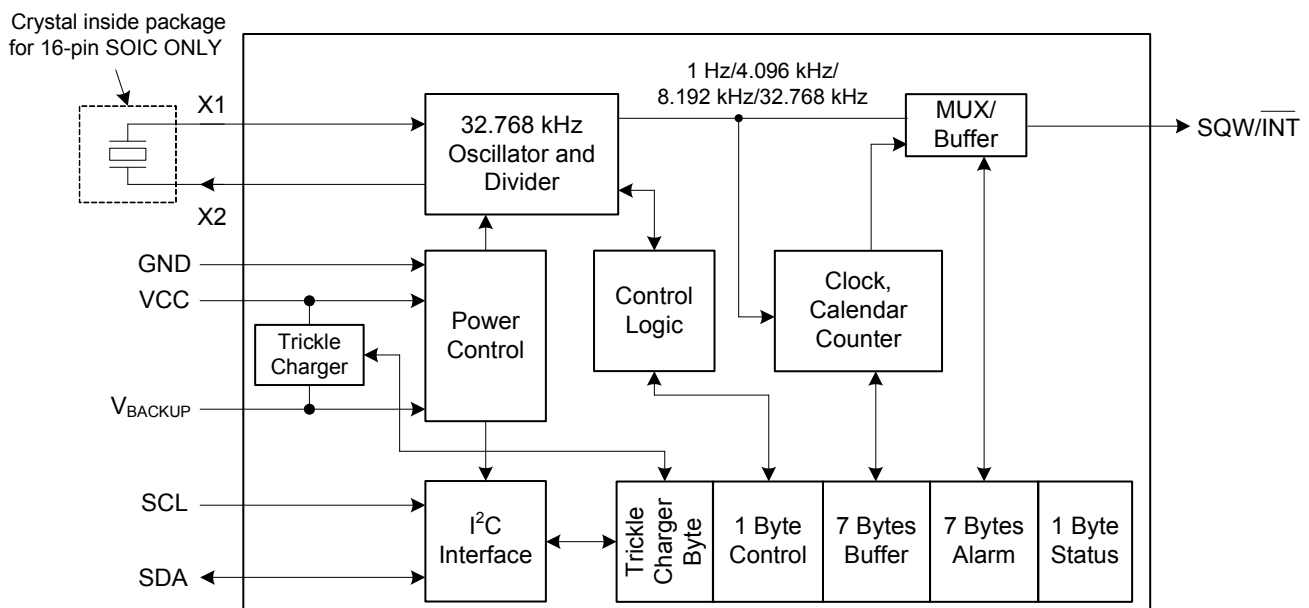 Crystal inside package
for 16-pin SOIC ONLY
X1
X2
32.768 kHz
Oscillator and
Divider
1 Hz/4.096 kHz/
8.192 kHz/32.768 kHz
MUX/
Buffer
SQW/I̅N̅T̅
GND
VCC
Trickle
Charger
V_BACKUP
Power
Control
Control
Logic
Clock,
Calendar
Counter
SCL
SDA
I²C
Interface
Trickle
Charger
Byte
1 Byte
Control
7 Bytes
Buffer
7 Bytes
Alarm
1 Byte
Status